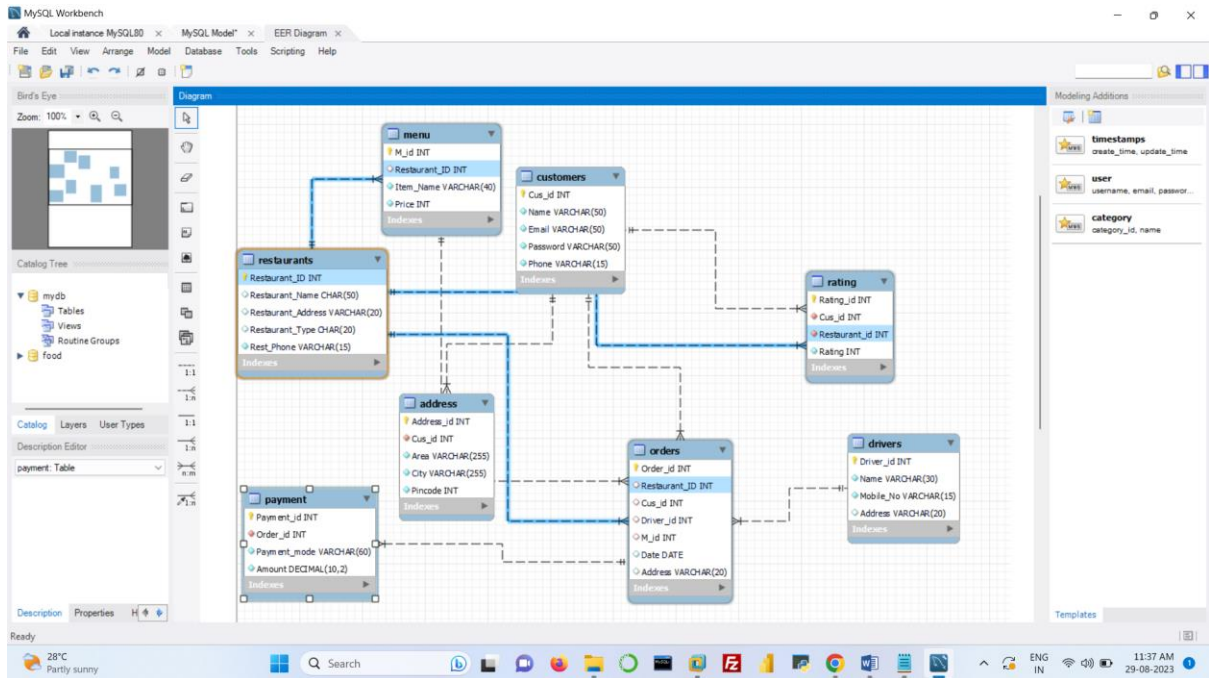 MySQL Workbench
Local instance MySQL80 × MySQL Model* × EER Diagram ×
File Edit View Arrange Model Database Tools Scripting Help
Bird's Eye
Zoom: 100%
Catalog Tree
mydb
Tables
Views
Routine Groups
food
Catalog Layers User Types
Description Editor
payment: Table
Description Properties H
Ready
Diagram
1:1
1:n
1:1
1:n
n:m
1:n
menu
M_id INT
Restaurant_ID INT
Item_Name VARCHAR(40)
Price INT
Indexes
customers
Cus_id INT
Name VARCHAR(50)
Email VARCHAR(50)
Password VARCHAR(50)
Phone VARCHAR(15)
Indexes
restaurants
Restaurant_ID INT
Restaurant_Name CHAR(50)
Restaurant_Address VARCHAR(20)
Restaurant_Type CHAR(20)
Rest_Phone VARCHAR(15)
Indexes
rating
Rating_id INT
Cus_id INT
Restaurant_id INT
Rating INT
Indexes
address
Address_id INT
Cus_id INT
Area VARCHAR(255)
City VARCHAR(255)
Pincode INT
Indexes
orders
Order_id INT
Restaurant_ID INT
Cus_id INT
Driver_id INT
M_id INT
Date DATE
Address VARCHAR(20)
Indexes
drivers
Driver_id INT
Name VARCHAR(30)
Mobile_No VARCHAR(15)
Address VARCHAR(20)
Indexes
payment
Payment_id INT
Order_id INT
Payment_mode VARCHAR(60)
Amount DECIMAL(10,2)
Indexes
Modeling Additions
timestamps
create_time, update_time
user
username, email, passwor...
category
category_id, name
Templates
28°C
Partly sunny
Search
ENG
IN
11:37 AM
29-08-2023
1